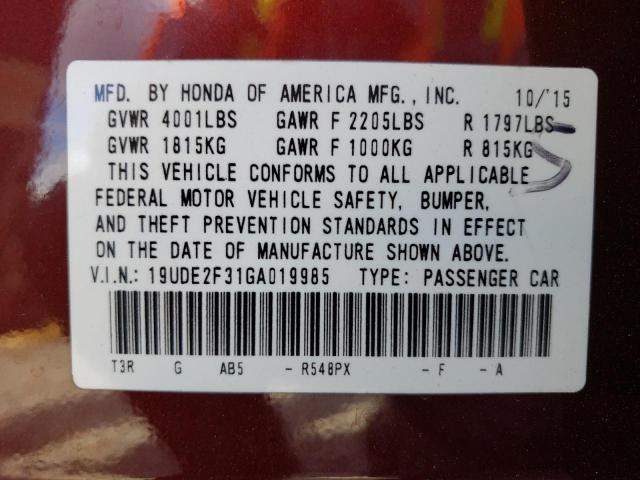 MFD. BY HONDA OF AMERICA MFG., INC. 10/'15
GVWR 4001LBS GAWR F 2205LBS R 1797LBS
GVWR 1815KG GAWR F 1000KG R 815KG
THIS VEHICLE CONFORMS TO ALL APPLICABLE
FEDERAL MOTOR VEHICLE SAFETY, BUMPER,
AND THEFT PREVENTION STANDARDS IN EFFECT
ON THE DATE OF MANUFACTURE SHOWN ABOVE.
V.I.N.: 19UDE2F31GA019985 TYPE: PASSENGER CAR
T3R G AB5 - R548PX - F - A